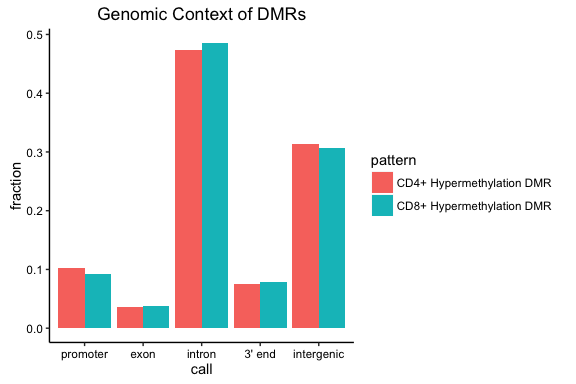 Genomic Context of DMRs
0.5
0.4
0.3
0.2
0.1
0.0
fraction
promoter exon intron 3' end intergenic
call
pattern
CD4+ Hypermethylation DMR
CD8+ Hypermethylation DMR